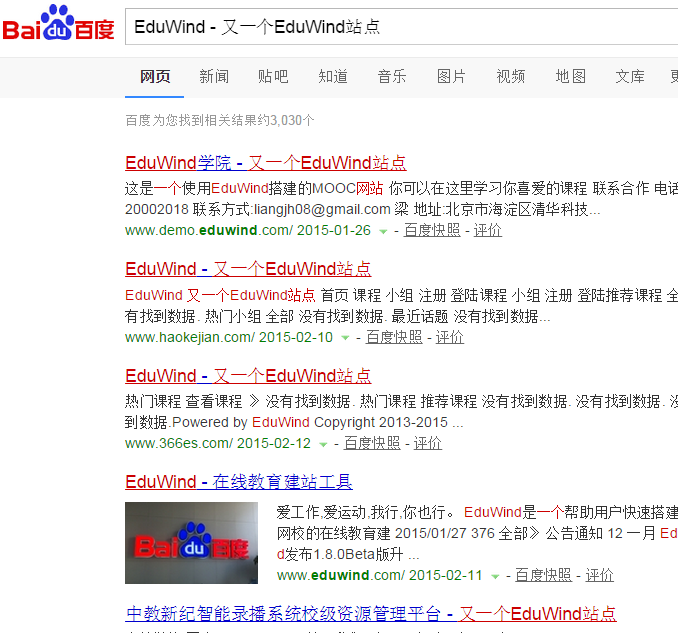 Bai du 百度
EduWind - 又一个EduWind站点
网页 新闻 贴吧 知道 音乐 图片 视频 地图 文库
百度为您找到相关结果约3,030个
EduWind学院 - 又一个EduWind站点
这是一个使用EduWind搭建的MOOC网站 你可以在这里学习你喜爱的课程 联系合作 电话
20002018 联系方式:liangjh08@gmail.com 梁 地址:北京市海淀区清华科技...
www.demo.eduwind.com/ 2015-01-26 - 百度快照 - 评价
EduWind - 又一个EduWind站点
EduWind 又一个EduWind站点 首页 课程 小组 注册 登陆课程 小组 注册 登陆推荐课程 全
有找到数据. 热门小组 全部 没有找到数据. 最近话题 没有找到数据...
www.haokejian.com/ 2015-02-10 - 百度快照 - 评价
EduWind - 又一个EduWind站点
热门课程 查看课程 》 没有找到数据. 热门课程 推荐课程 没有找到数据. 没有找到数据. 没
到数据.Powered by EduWind Copyright 2013-2015 ...
www.366es.com/ 2015-02-12 - 百度快照 - 评价
EduWind - 在线教育建站工具
Bai du 百度
爱工作,爱运动,我行,你也行。 EduWind是一个帮助用户快速搭建
网校的在线教育建 2015/01/27 376 全部》 公告通知 12 一月 Ed
d发布1.8.0Beta版升 ...
www.eduwind.com/ 2015-02-11 - 百度快照 - 评价
中教新纪智能录播系统校级资源管理平台 - 又一个EduWind站点